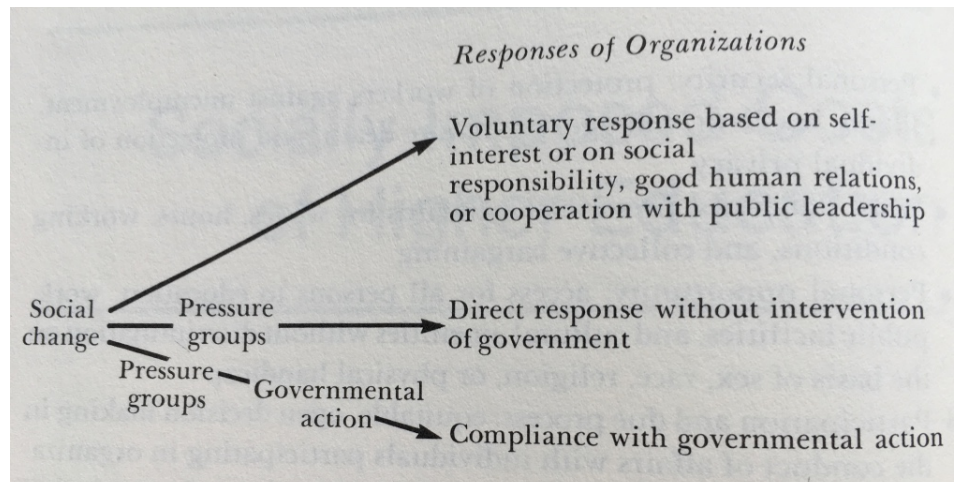 Responses of Organizations
Voluntary response based on self-
interest or on social
responsibility, good human relations,
or cooperation with public leadership
Social
change
Pressure
groups
Direct response without intervention
of government
Pressure
groups
Governmental
action
Compliance with governmental action